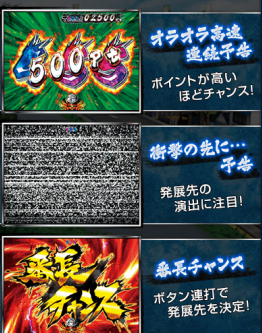 02500pt
500pt
オラオラ高速
連続予告
ポイントが高い
ほどチャンス!
衝撃の先に…
予告
発展先の
演出に注目!
番長
チャンス
番長チャンス
ボタン連打で
発展先を決定!